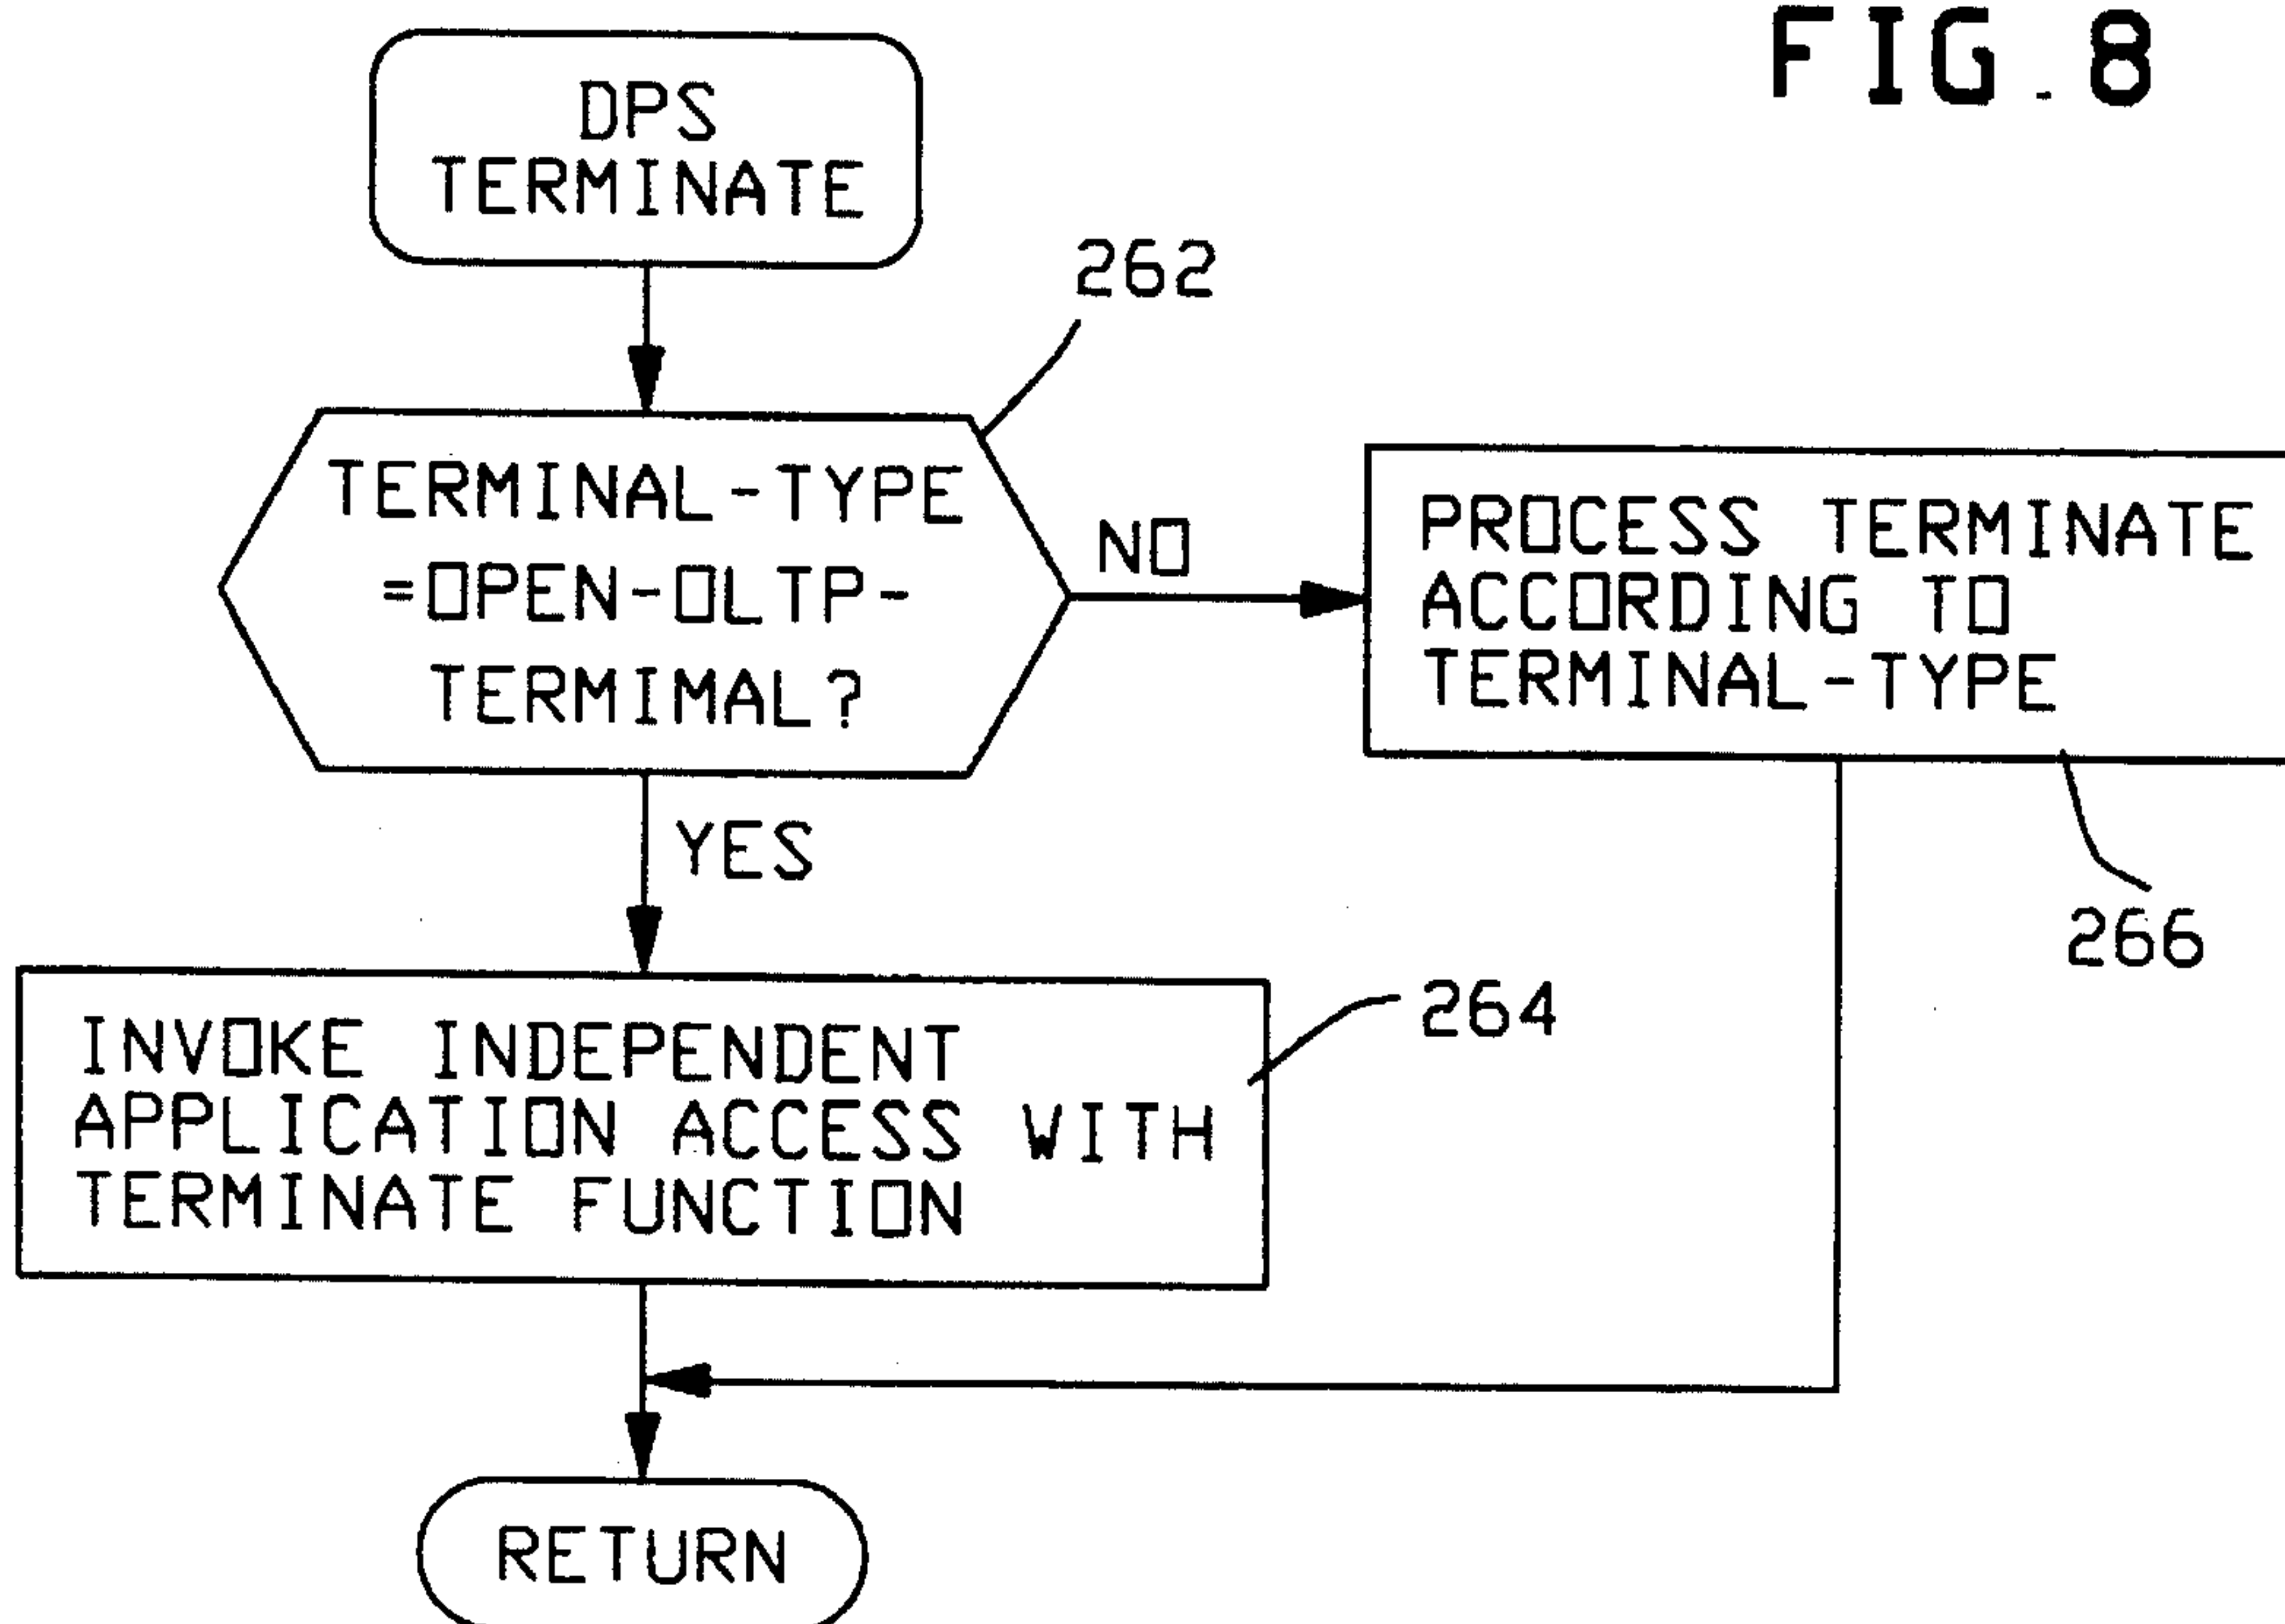 FIG.8
DPS
TERMINATE
262
TERMINAL-TYPE
=OPEN-OLTP-
TERMIMAL?
NO
PROCESS TERMINATE
ACCORDING TO
TERMINAL-TYPE
266
YES
INVOKE INDEPENDENT
APPLICATION ACCESS WITH
TERMINATE FUNCTION
264
RETURN